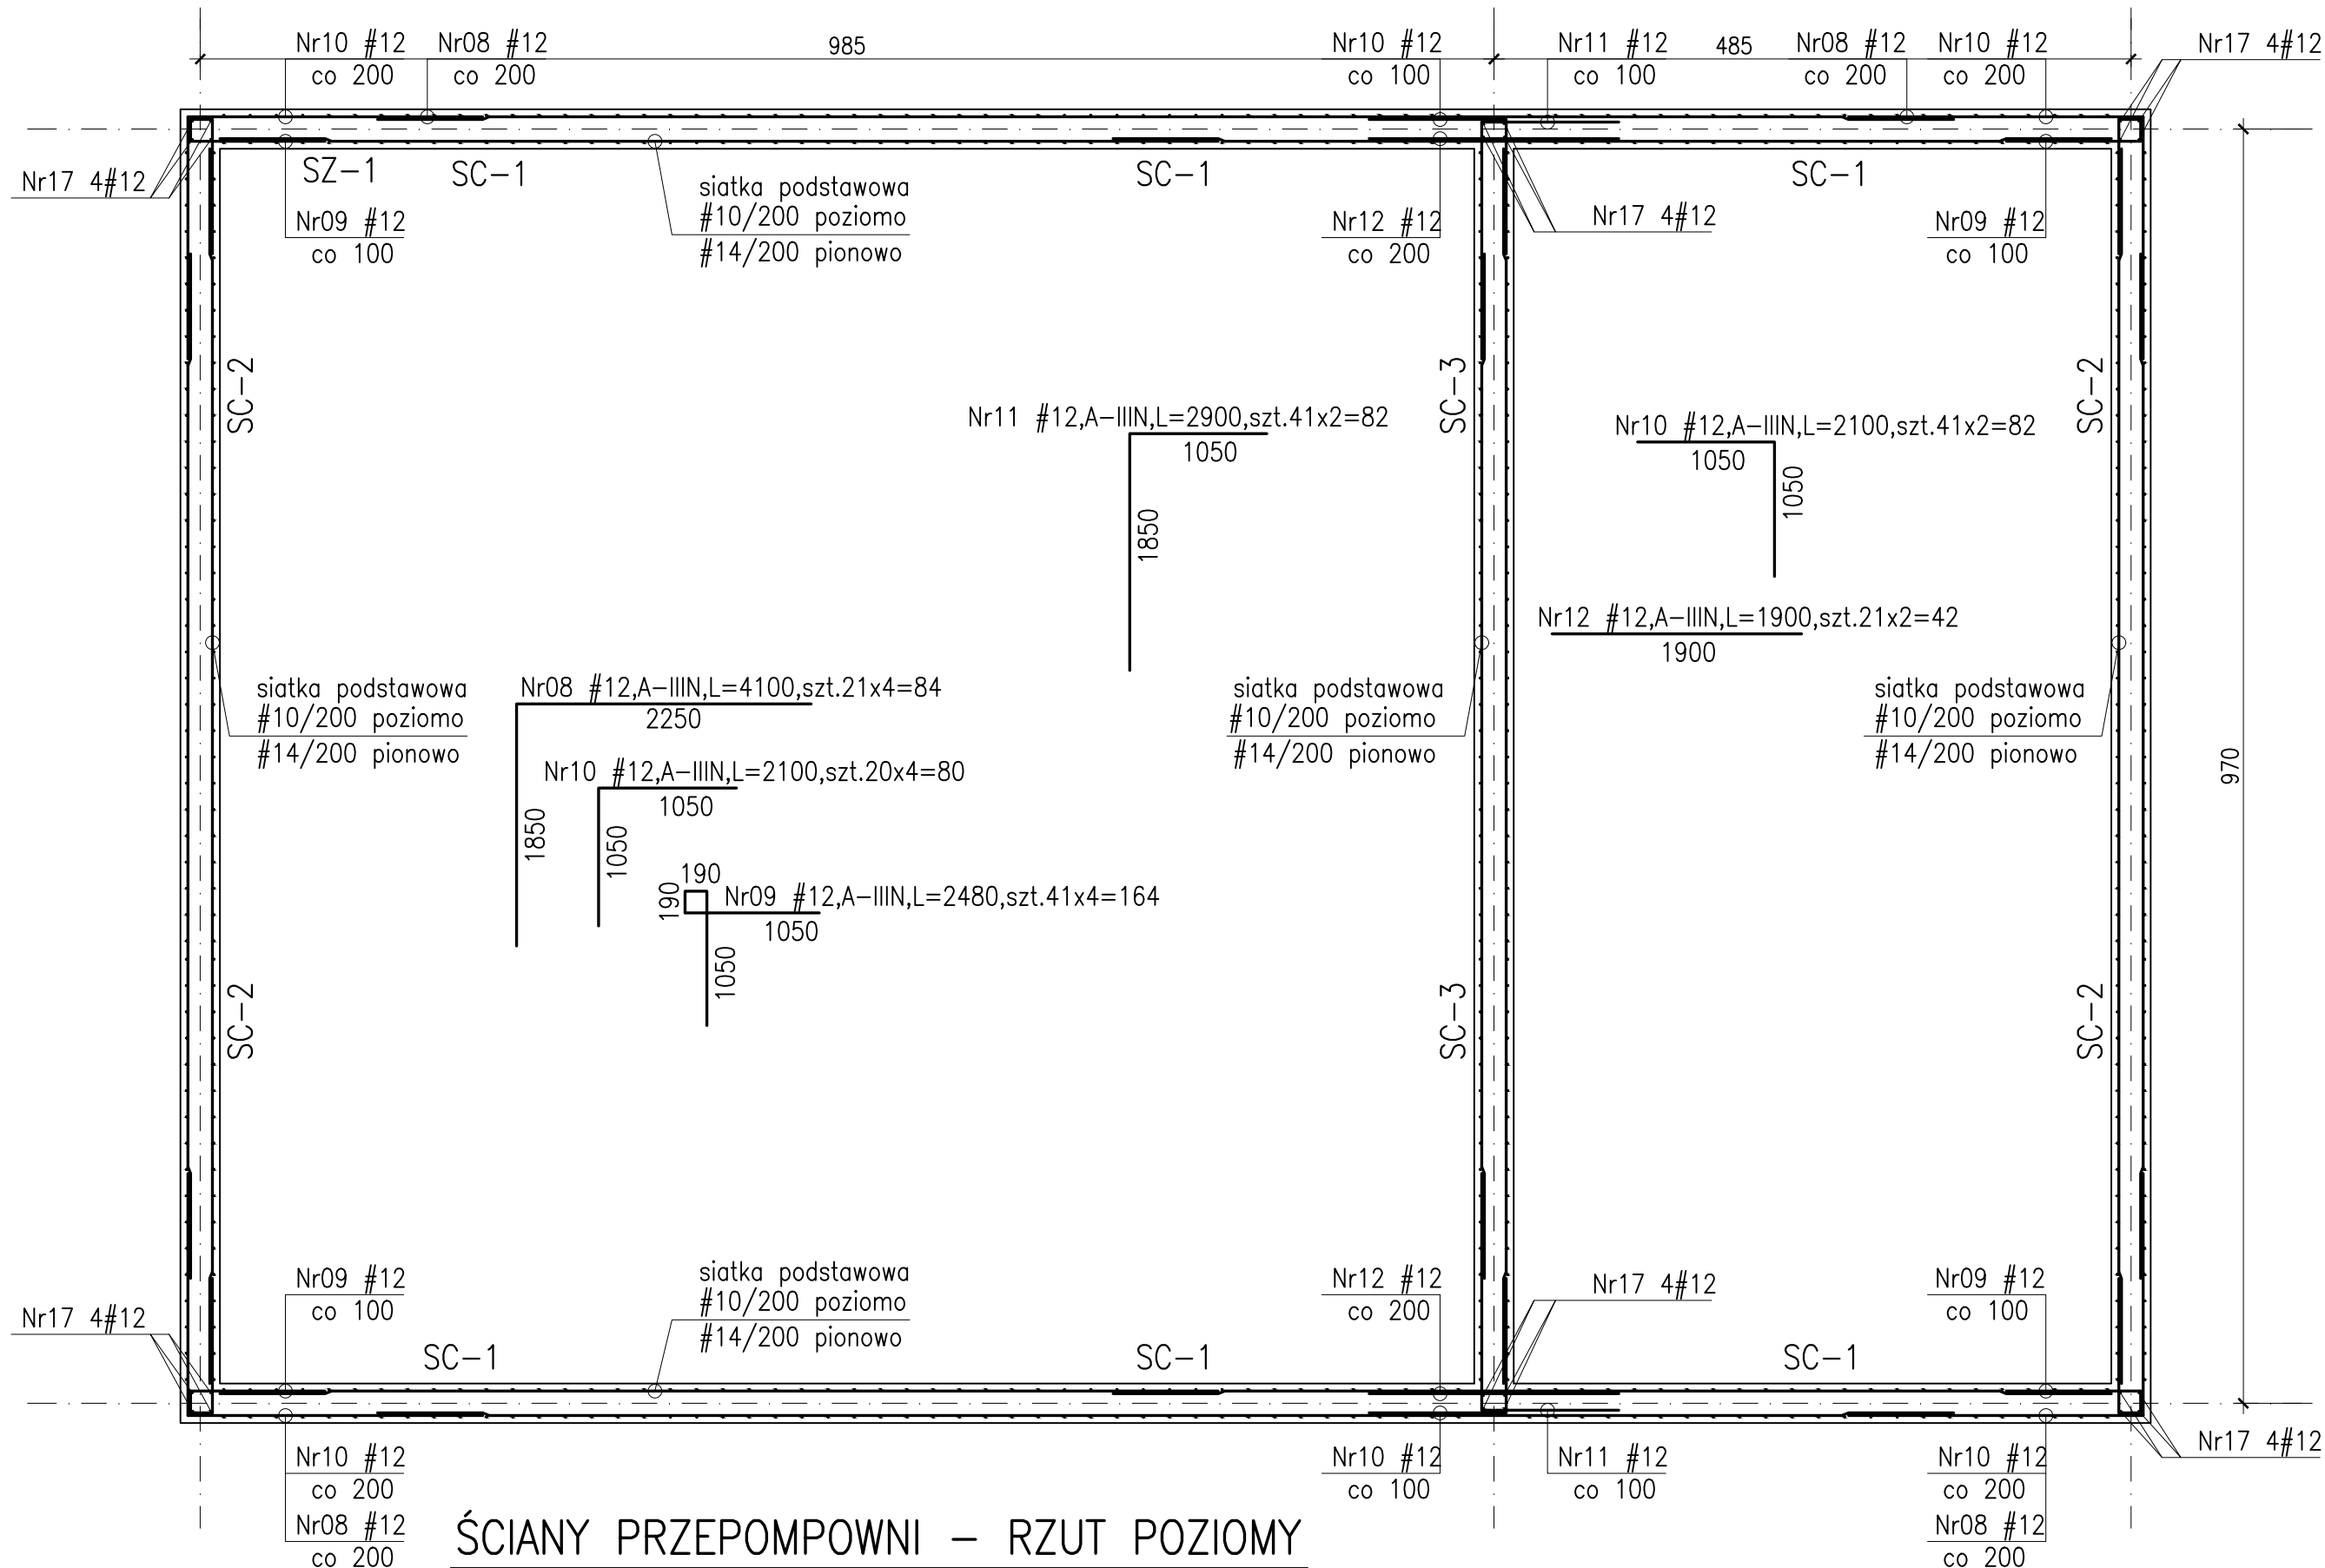 Nr10 #12
co 200
Nr08 #12
co 200
985
Nr10 #12
co 100
Nr11 #12
co 100
485
Nr08 #12
co 200
Nr10 #12
co 200
Nr17 4#12
Nr17 4#12
SZ-1
SC-1
SC-1
SC-1
Nr09 #12
co 100
siatka podstawowa
#10/200 poziomo
#14/200 pionowo
Nr12 #12
co 200
Nr17 4#12
Nr09 #12
co 100
SC-2
SC-3
SC-2
Nr11 #12,A-IIIN,L=2900,szt.41x2=82
1050
1850
Nr10 #12,A-IIIN,L=2100,szt.41x2=82
1050
1050
Nr12 #12,A-IIIN,L=1900,szt.21x2=42
1900
siatka podstawowa
#10/200 poziomo
#14/200 pionowo
Nr08 #12,A-IIIN,L=4100,szt.21x4=84
2250
1850
siatka podstawowa
#10/200 poziomo
#14/200 pionowo
siatka podstawowa
#10/200 poziomo
#14/200 pionowo
970
Nr10 #12,A-IIIN,L=2100,szt.20x4=80
1050
1050
190
190
Nr09 #12,A-IIIN,L=2480,szt.41x4=164
1050
1050
SC-2
SC-3
SC-2
Nr09 #12
co 100
siatka podstawowa
#10/200 poziomo
#14/200 pionowo
Nr12 #12
co 200
Nr17 4#12
Nr09 #12
co 100
Nr17 4#12
SC-1
SC-1
SC-1
Nr10 #12
co 200
Nr08 #12
co 200
Nr10 #12
co 100
Nr11 #12
co 100
Nr10 #12
co 200
Nr08 #12
co 200
Nr17 4#12
ŚCIANY PRZEPOMPOWNI - RZUT POZIOMY